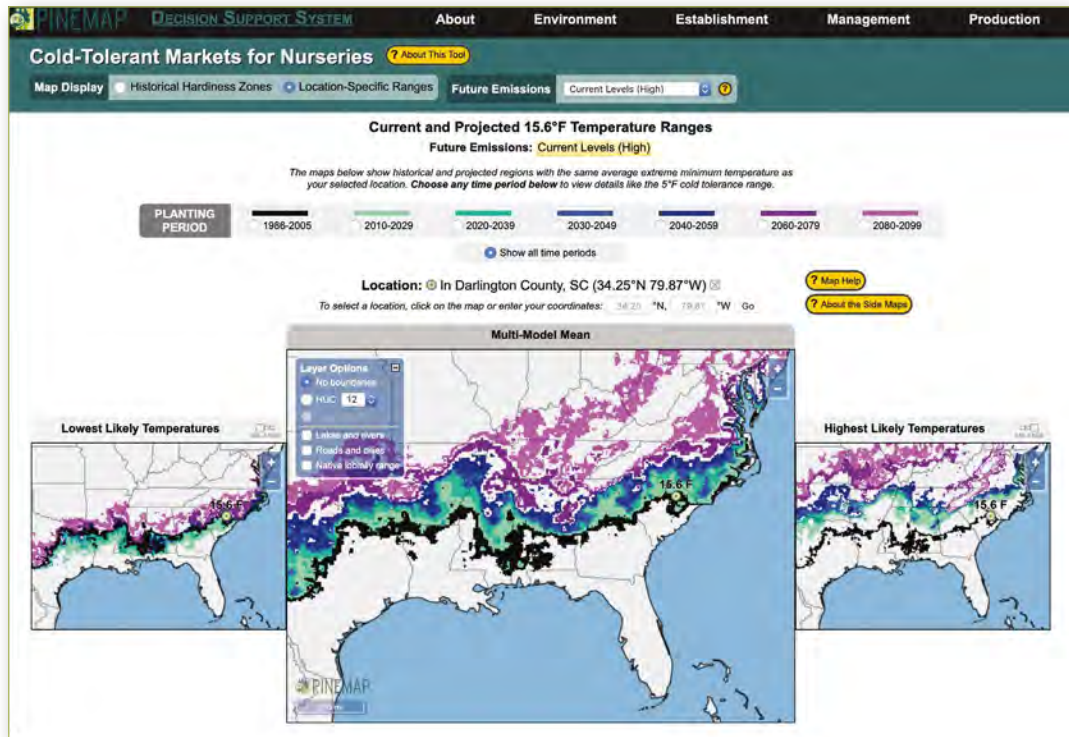 PINEMAP DECISION SUPPORT SYSTEM About Environment Establishment Management Production
Cold-Tolerant Markets for Nurseries ? About This Tool
Map Display Historical Hardiness Zones Location-Specific Ranges Future Emissions Current Levels (High) ?
Current and Projected 15.6°F Temperature Ranges
Future Emissions: Current Levels (High)
The maps below show historical and projected regions with the same average extreme minimum temperature as
your selected location. Choose any time period below to view details like the 5°F cold tolerance range.
PLANTING
PERIOD
1966-2005 2010-2029 2020-2039 2030-2049 2040-2059 2060-2079 2080-2099
Show all time periods
Location: In Darlington County, SC (34.25°N 79.87°W)
? Map Help
To select a location, click on the map or enter your coordinates: 34.25 °N, 79.87 °W Go
? About the Side Maps
Multi-Model Mean
Layer Options
No boundaries
HUC 12
Lakes and rivers
Roads and cities
Native loblolly range
+
−
15.6 F
PINEMAP
Lowest Likely Temperatures
+
−
15.6 F
Highest Likely Temperatures
+
−
15.6 F